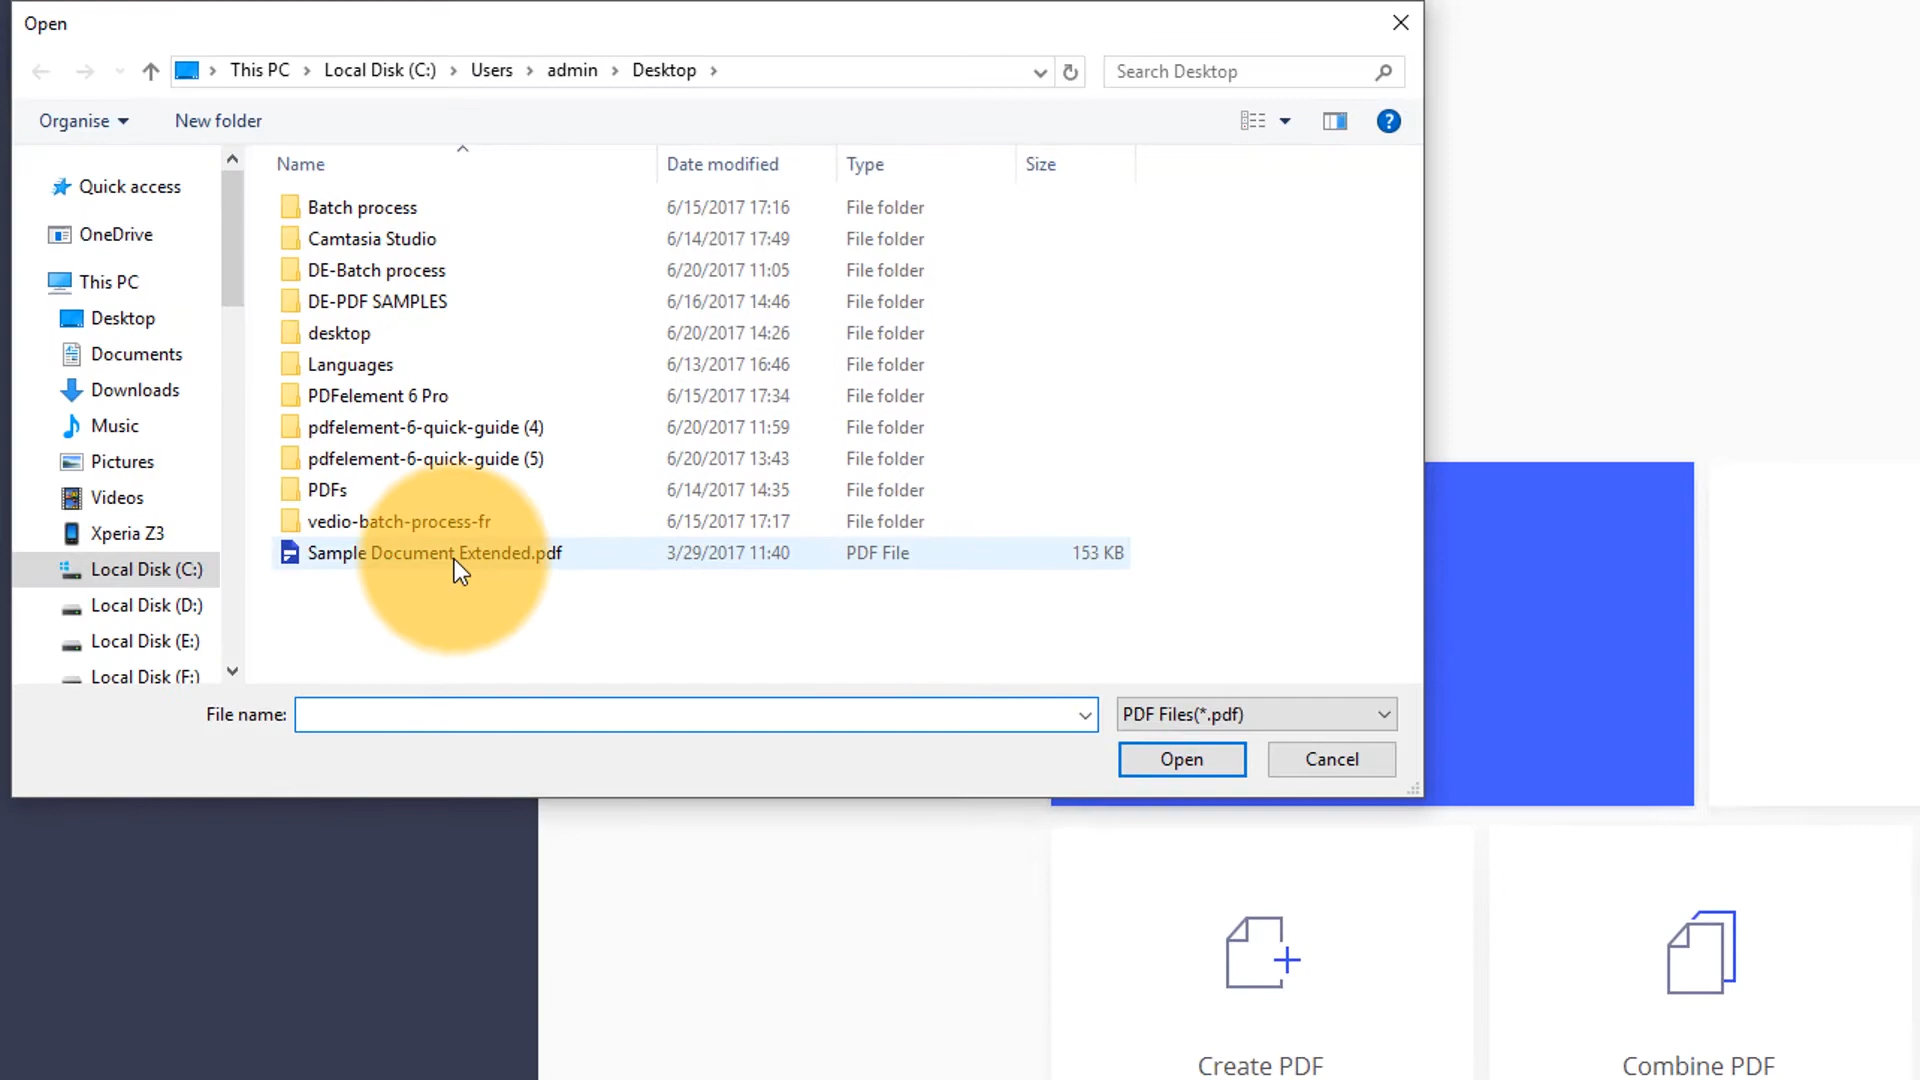 Open
This PC > Local Disk (C:) > Users > admin > Desktop >
Search Desktop
Organise
New folder
Name
Date modified
Type
Size
Quick access
OneDrive
This PC
Desktop
Documents
Downloads
Music
Pictures
Videos
Xperia Z3
Local Disk (C:)
Local Disk (D:)
Local Disk (E:)
Local Disk (F:)
Batch process 6/15/2017 17:16 File folder
Camtasia Studio 6/14/2017 17:49 File folder
DE-Batch process 6/20/2017 11:05 File folder
DE-PDF SAMPLES 6/16/2017 14:46 File folder
desktop 6/20/2017 14:26 File folder
Languages 6/13/2017 16:46 File folder
PDFelement 6 Pro 6/15/2017 17:34 File folder
pdfelement-6-quick-guide (4) 6/20/2017 11:59 File folder
pdfelement-6-quick-guide (5) 6/20/2017 13:43 File folder
PDFs 6/14/2017 14:35 File folder
vedio-batch-process-fr 6/15/2017 17:17 File folder
Sample Document Extended.pdf 3/29/2017 11:40 PDF File 153 KB
File name:
PDF Files(*.pdf)
Open
Cancel
Create PDF
Combine PDF